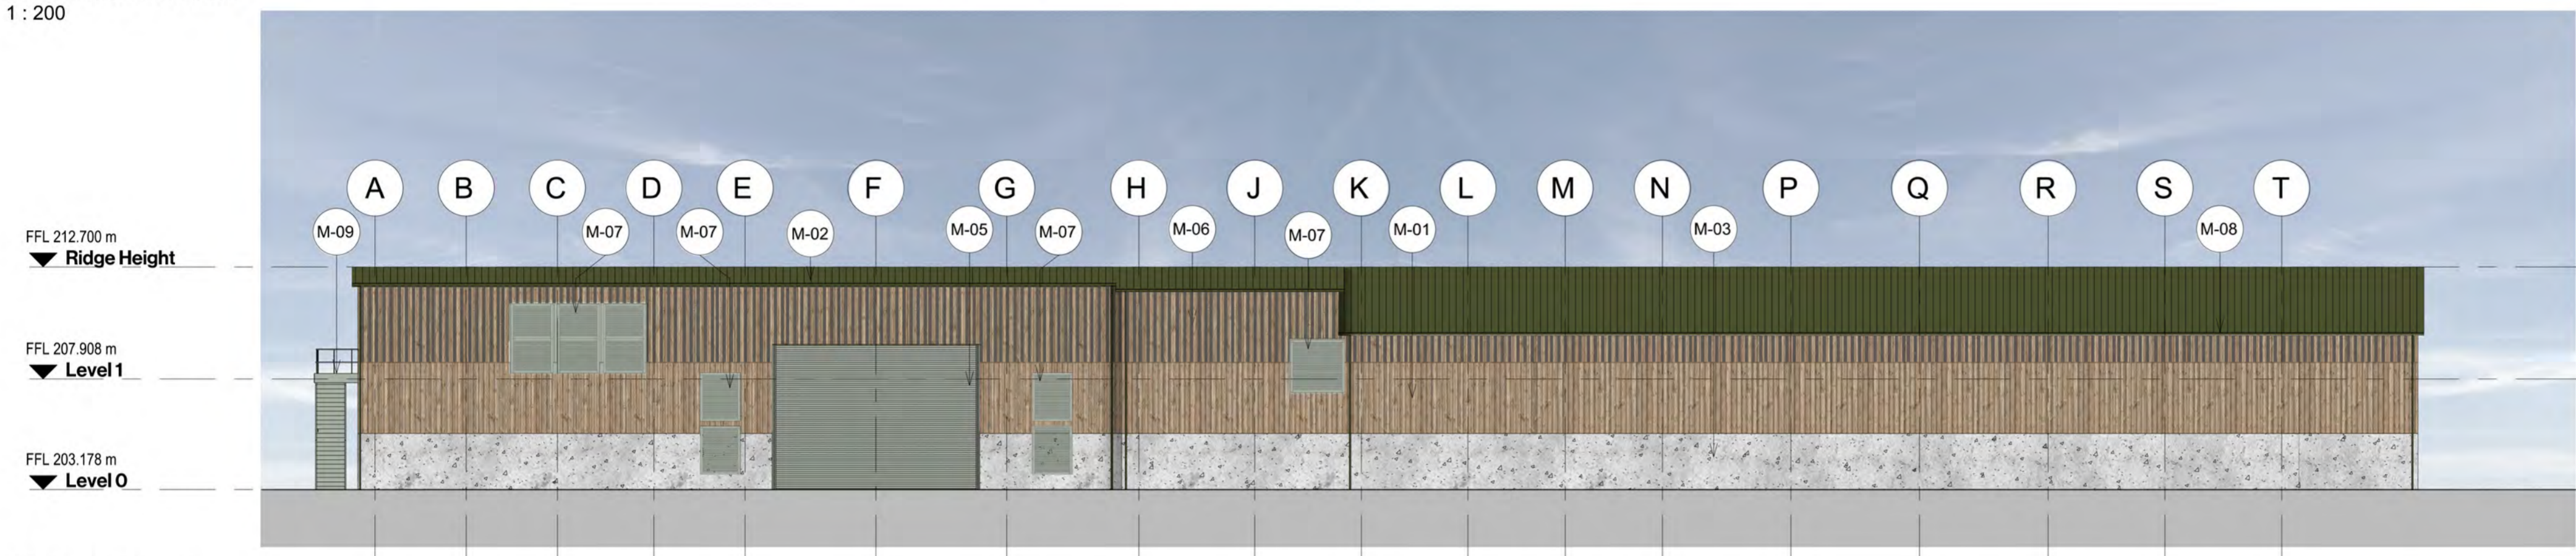 1 : 200
A B C D E F G H J K L M N P Q R S T
M-09 M-07 M-07 M-02 M-05 M-07 M-06 M-07 M-01 M-03 M-08
FFL 212.700 m
Ridge Height
FFL 207.908 m
Level 1
FFL 203.178 m
Level 0